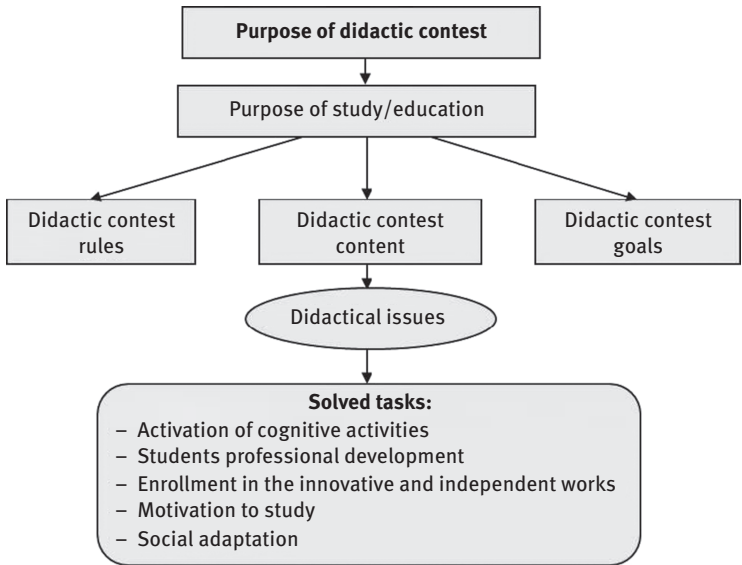 Purpose of didactic contest
Purpose of study/education
Didactic contest
rules
Didactic contest
content
Didactic contest
goals
Didactical issues
Solved tasks:
– Activation of cognitive activities
– Students professional development
– Enrollment in the innovative and independent works
– Motivation to study
– Social adaptation